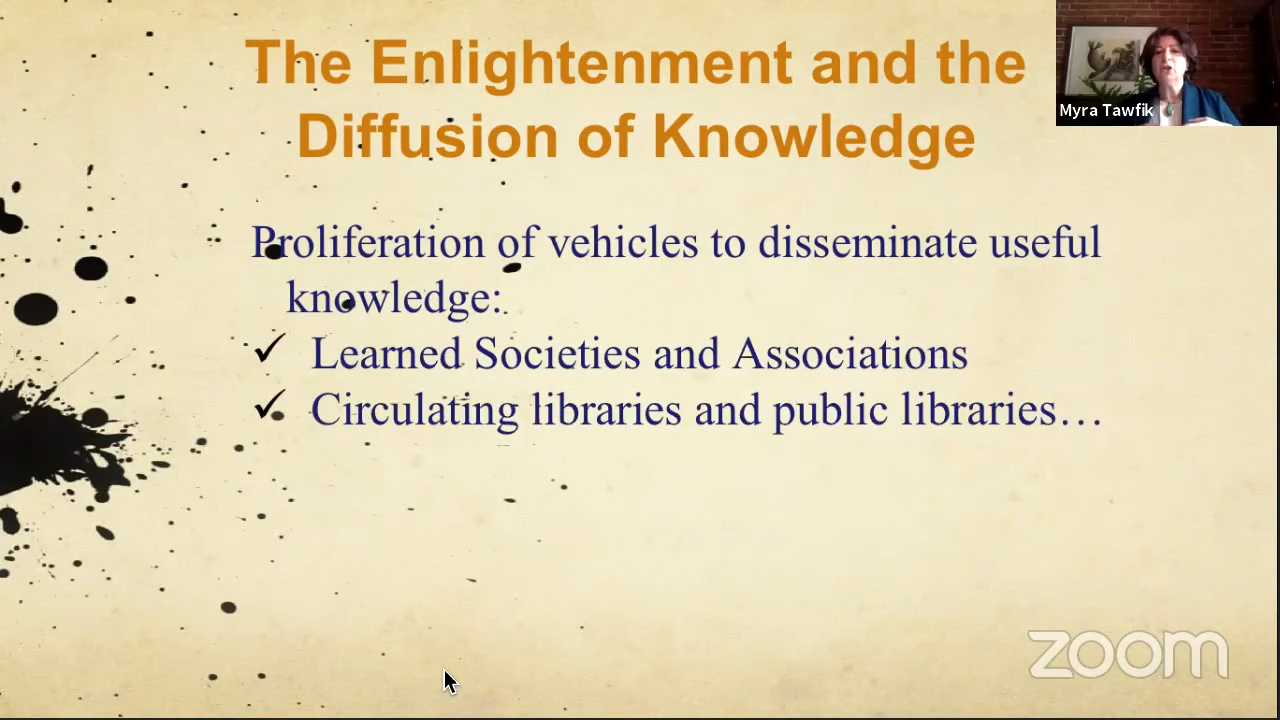 The Enlightenment and the
Diffusion of Knowledge
Myra Tawfik
Proliferation of vehicles to disseminate useful
knowledge:
✓ Learned Societies and Associations
✓ Circulating libraries and public libraries…
zoom